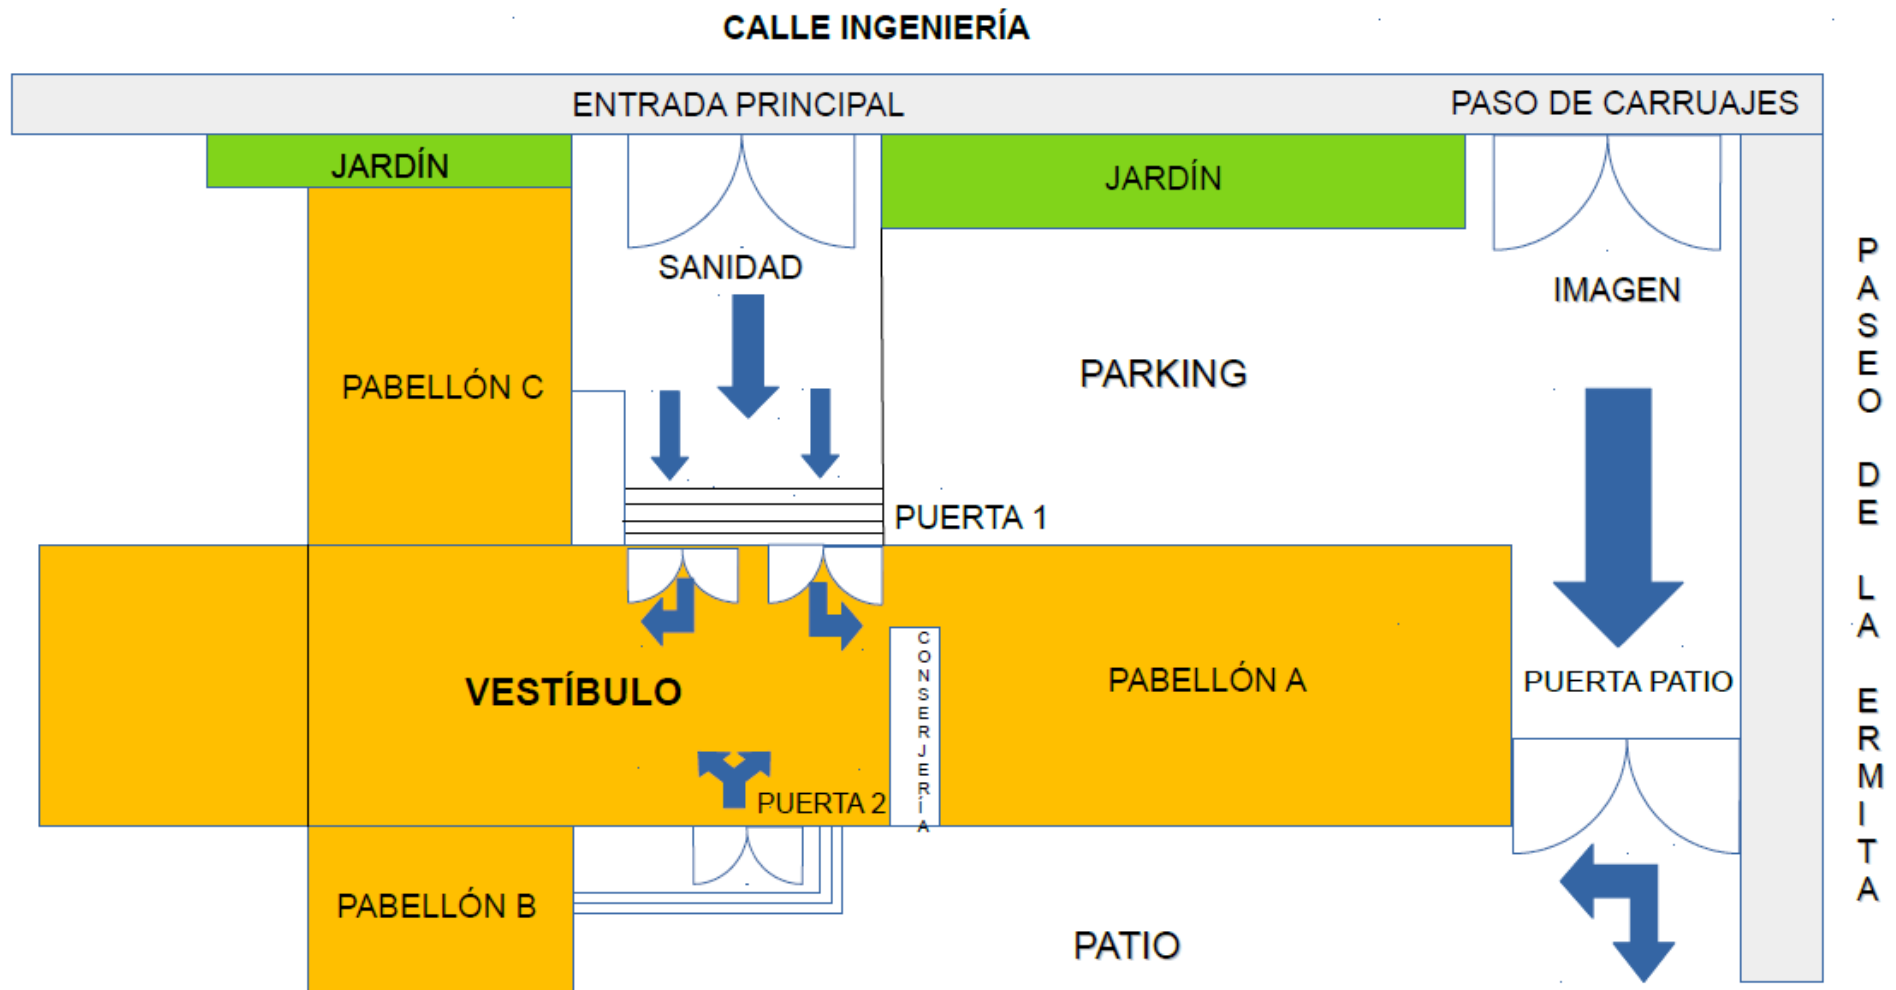 CALLE INGENIERÍA
ENTRADA PRINCIPAL
PASO DE CARRUAJES
JARDÍN
JARDÍN
SANIDAD
IMAGEN
PASEO DE LA ERMITA
PARKING
PABELLÓN C
PUERTA 1
CONSERJERÍA
VESTÍBULO
PABELLÓN A
PUERTA PATIO
PUERTA 2
PABELLÓN B
PATIO